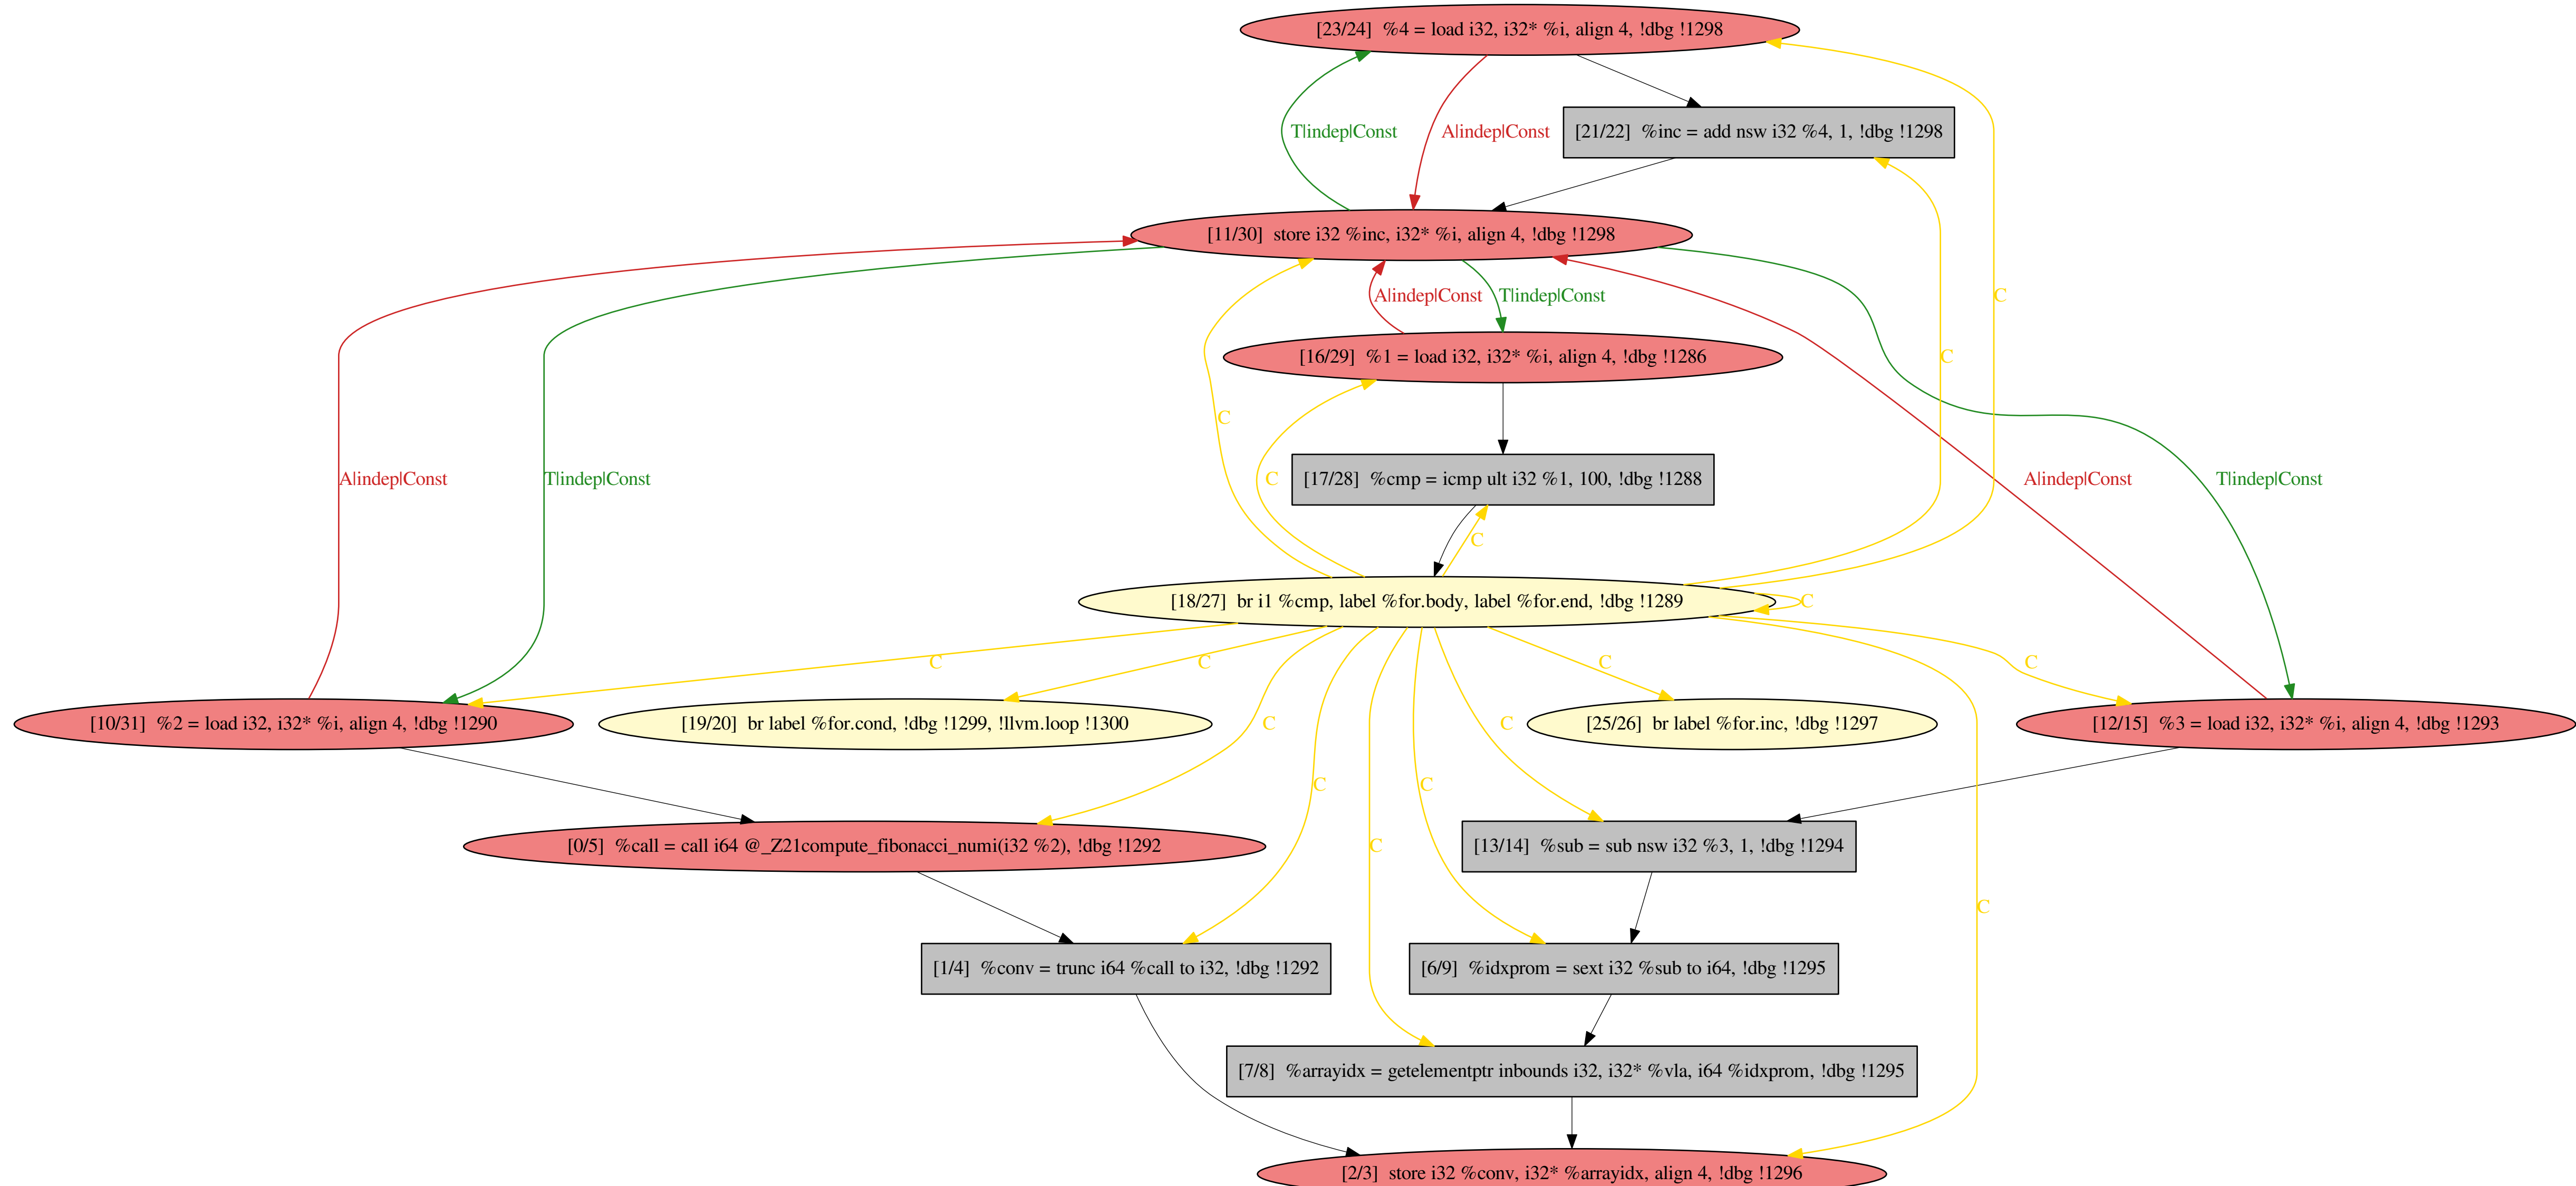 [23/24] %4 = load i32, i32* %i, align 4, !dbg !1298
T|indep|Const
A|indep|Const
[21/22] %inc = add nsw i32 %4, 1, !dbg !1298
[11/30] store i32 %inc, i32* %i, align 4, !dbg !1298
A|indep|Const
T|indep|Const
C
[16/29] %1 = load i32, i32* %i, align 4, !dbg !1286
C
C
A|indep|Const
T|indep|Const
C
[17/28] %cmp = icmp ult i32 %1, 100, !dbg !1288
A|indep|Const
T|indep|Const
C
[18/27] br i1 %cmp, label %for.body, label %for.end, !dbg !1289
C
C
C
C
C
[10/31] %2 = load i32, i32* %i, align 4, !dbg !1290
[19/20] br label %for.cond, !dbg !1299, !llvm.loop !1300
C
C
[25/26] br label %for.inc, !dbg !1297
[12/15] %3 = load i32, i32* %i, align 4, !dbg !1293
C
C
[0/5] %call = call i64 @_Z21compute_fibonacci_numi(i32 %2), !dbg !1292
C
[13/14] %sub = sub nsw i32 %3, 1, !dbg !1294
C
[1/4] %conv = trunc i64 %call to i32, !dbg !1292
[6/9] %idxprom = sext i32 %sub to i64, !dbg !1295
[7/8] %arrayidx = getelementptr inbounds i32, i32* %vla, i64 %idxprom, !dbg !1295
[2/3] store i32 %conv, i32* %arrayidx, align 4, !dbg !1296